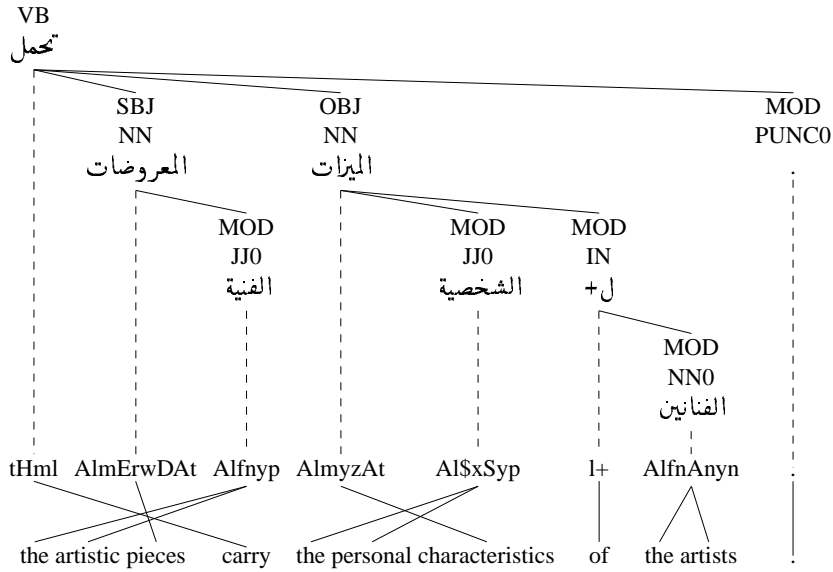 VB
تحمل
SBJ OBJ MOD
NN NN PUNC0
المعروضات الميزات .
MOD MOD MOD
JJ0 JJ0 IN
الفنية الشخصية ل+
MOD
NN0
الفنانين
tHml AlmErwDAt Alfnyp AlmyzAt Al$xSyp l+ AlfnAnyn .
the artistic pieces carry the personal characteristics of the artists .